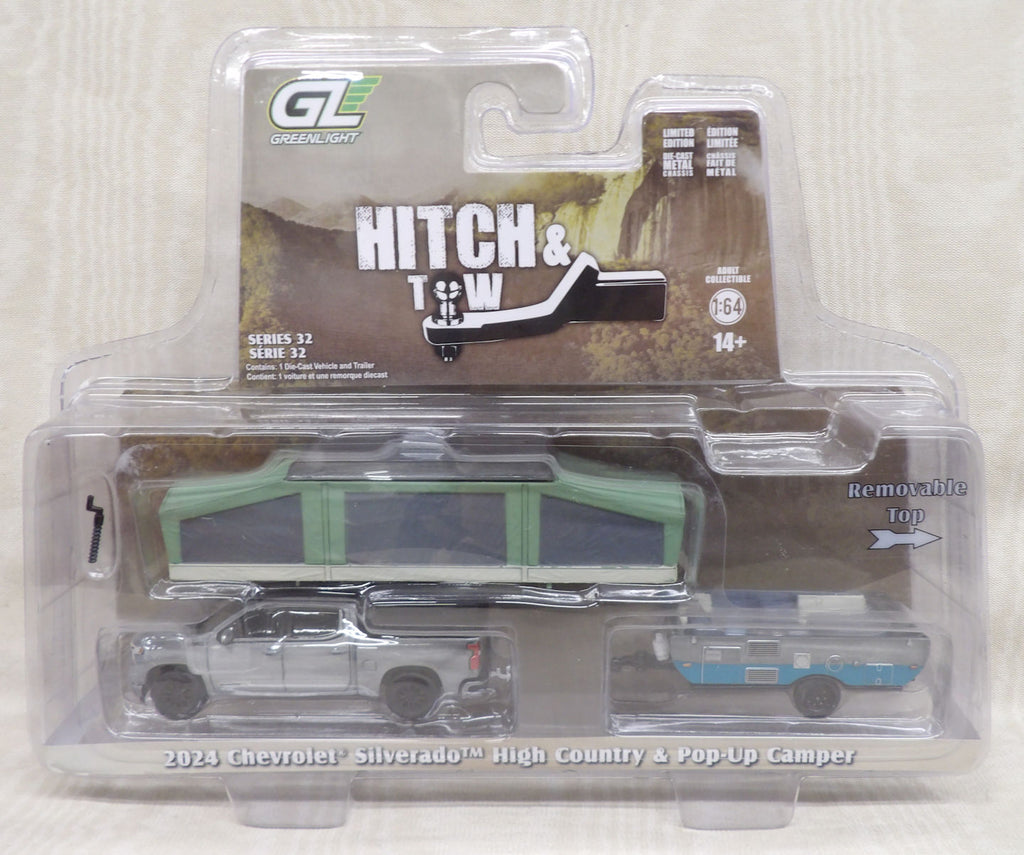 GL
GREENLIGHT
LIMITED EDITION
ÉDITION LIMITÉE
DIE-CAST METAL CHASSIS
CHÂSSIS FAIT DE MÉTAL
HITCH &
TOW
ADULT
COLLECTIBLE
1:64
14+
SERIES 32
SÉRIE 32
Contains: 1 Die-Cast Vehicle and Trailer
Contient: 1 voiture et une remorque diecast
Removable
Top
2024 Chevrolet® Silverado™ High Country & Pop-Up Camper